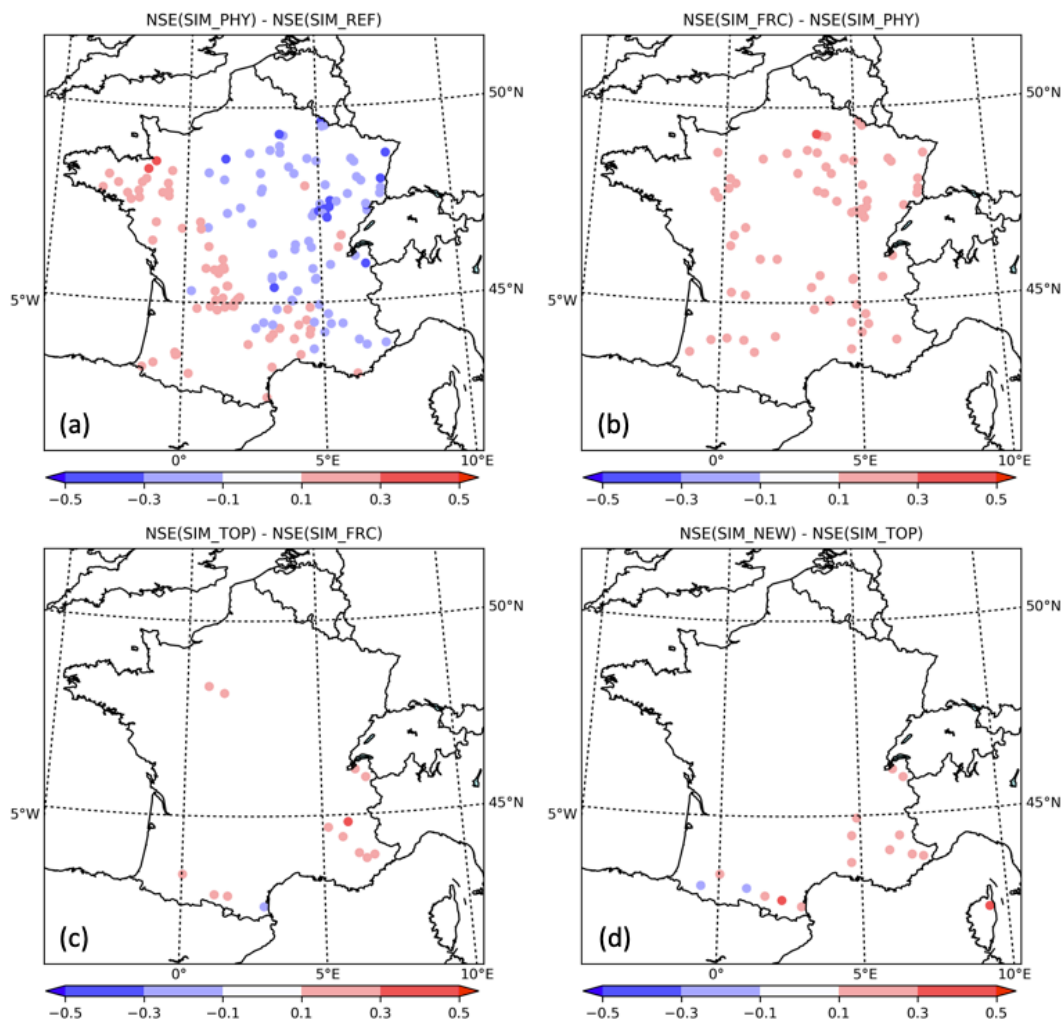 NSE(SIM_PHY) - NSE(SIM_REF)
50°N
45°N
5°W
(a)
0° 5°E 10°E
−0.5 −0.3 −0.1 0.1 0.3 0.5
NSE(SIM_FRC) - NSE(SIM_PHY)
50°N
45°N
5°W
(b)
0° 5°E 10°E
−0.5 −0.3 −0.1 0.1 0.3 0.5
NSE(SIM_TOP) - NSE(SIM_FRC)
50°N
45°N
5°W
(c)
0° 5°E 10°E
−0.5 −0.3 −0.1 0.1 0.3 0.5
NSE(SIM_NEW) - NSE(SIM_TOP)
50°N
45°N
5°W
(d)
0° 5°E 10°E
−0.5 −0.3 −0.1 0.1 0.3 0.5